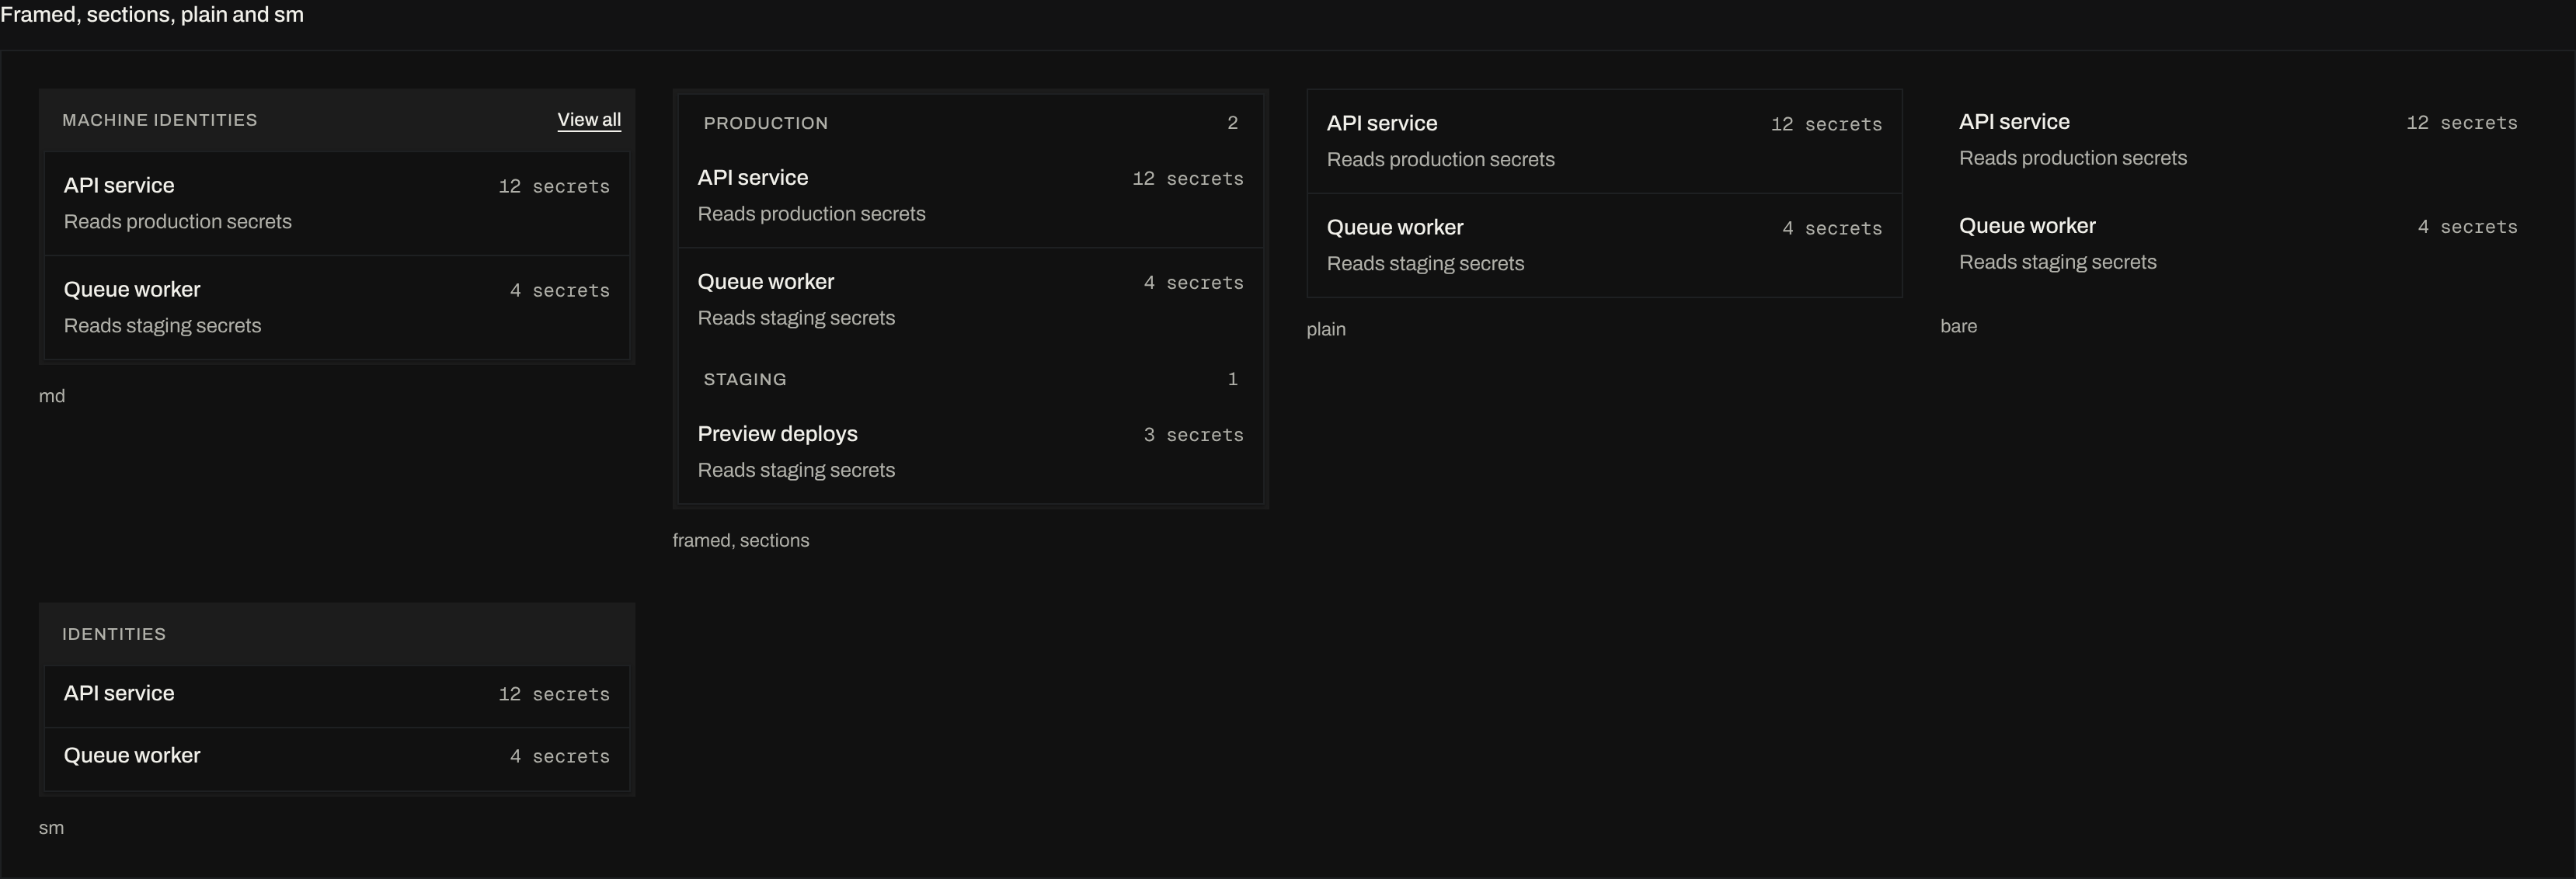 Framed, sections, plain and sm
MACHINE IDENTITIES View all
API service 12 secrets
Reads production secrets
Queue worker 4 secrets
Reads staging secrets
md
PRODUCTION 2
API service 12 secrets
Reads production secrets
Queue worker 4 secrets
Reads staging secrets
STAGING 1
Preview deploys 3 secrets
Reads staging secrets
framed, sections
API service 12 secrets
Reads production secrets
Queue worker 4 secrets
Reads staging secrets
plain
API service 12 secrets
Reads production secrets
Queue worker 4 secrets
Reads staging secrets
bare
IDENTITIES
API service 12 secrets
Queue worker 4 secrets
sm